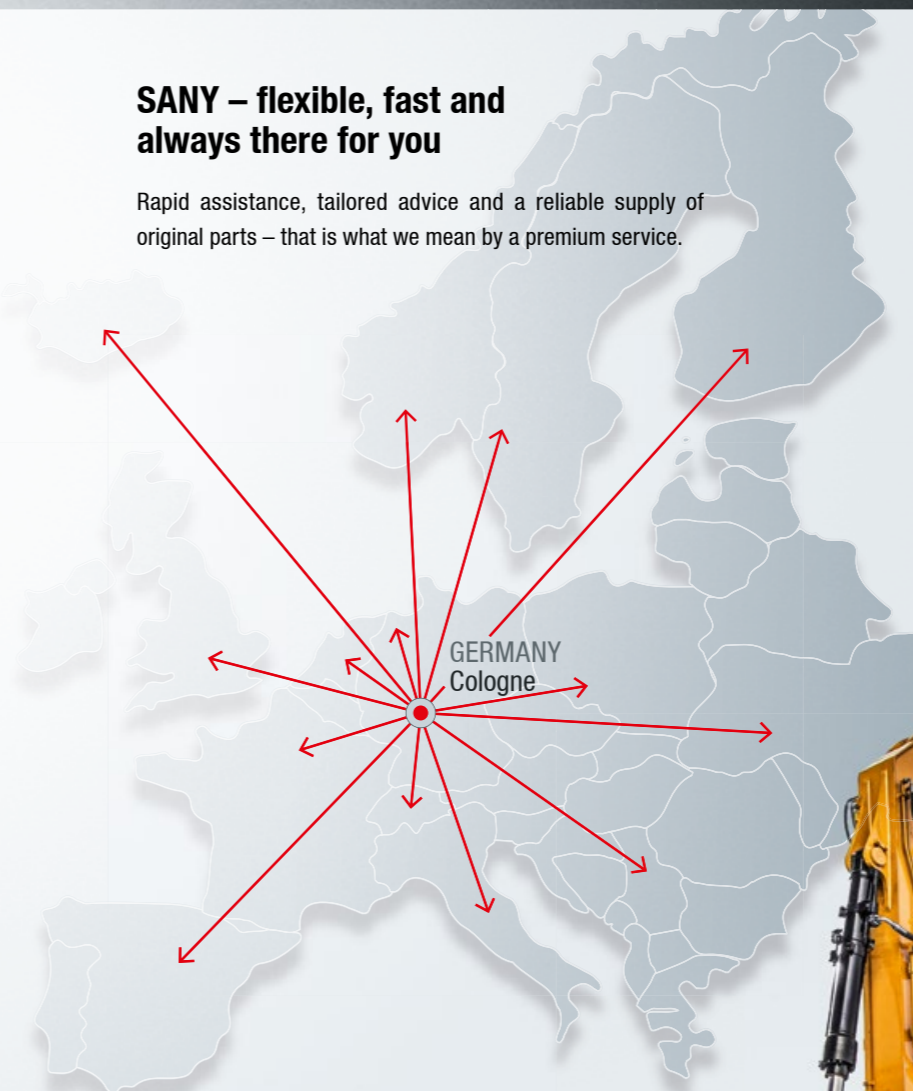 SANY – flexible, fast and
always there for you
Rapid assistance, tailored advice and a reliable supply of
original parts – that is what we mean by a premium service.
GERMANY
Cologne